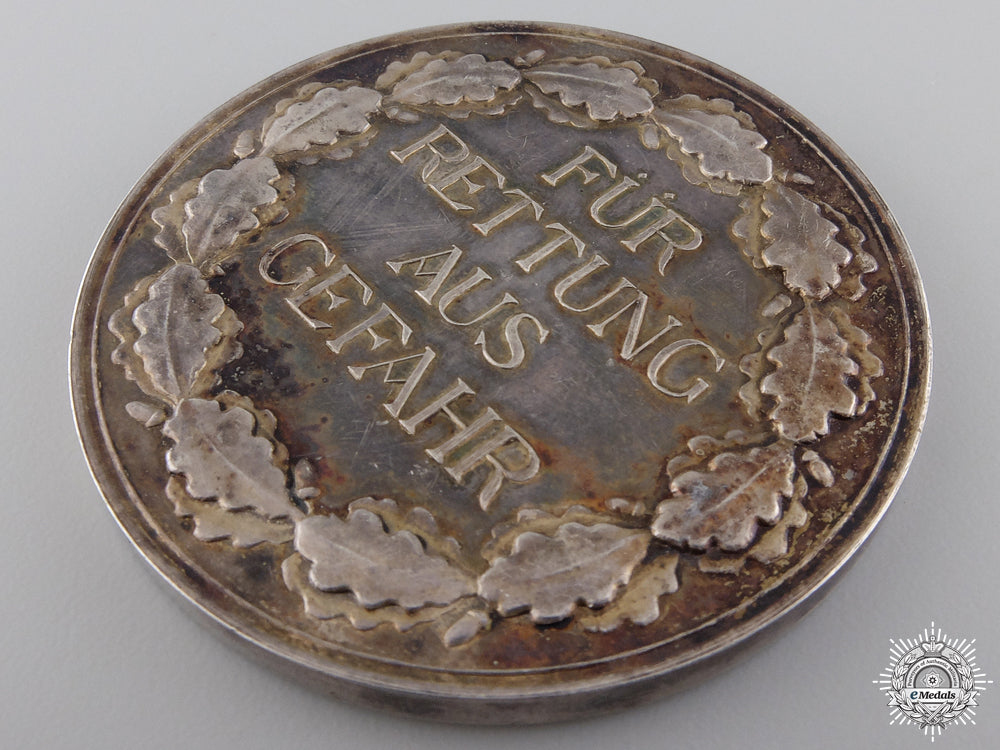 FÜR
RETTUNG
AUS
GEFAHR
eMedals